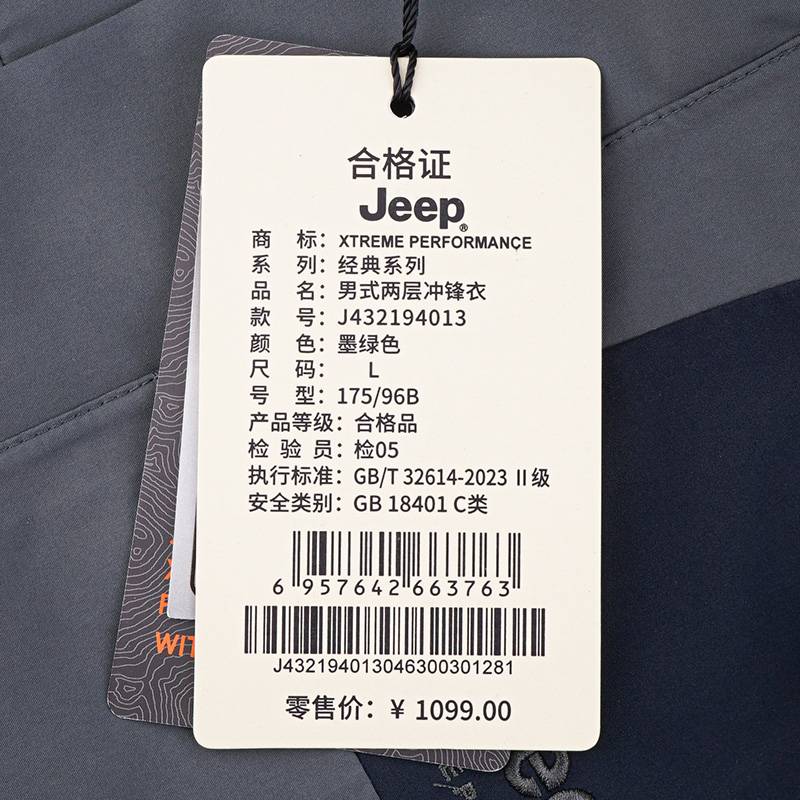 合格证
Jeep®
商 标：XTREME PERFORMANCE
系 列：经典系列
品 名：男式两层冲锋衣
款 号：J432194013
颜 色：墨绿色
尺 码： L
号 型：175/96B
产品等级：合格品
检 验 员：检05
执行标准：GB/T 32614-2023 Ⅱ级
安全类别：GB 18401 C类
6 957642 663763
J432194013046300301281
零售价：¥ 1099.00
WIT